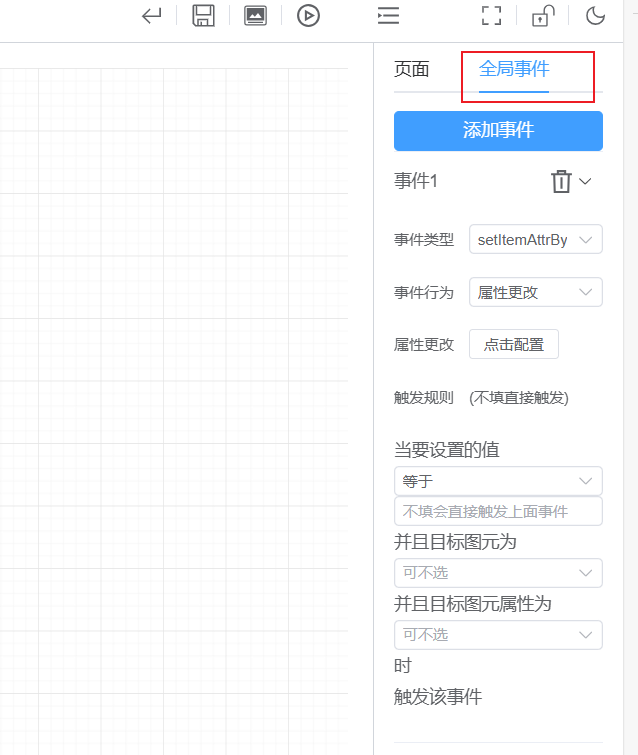 页面 全局事件
添加事件
事件1
事件类型 setItemAttrBy
事件行为 属性更改
属性更改 点击配置
触发规则 (不填直接触发)
当要设置的值
等于
不填会直接触发上面事件
并且目标图元为
可不选
并且目标图元属性为
可不选
时
触发该事件